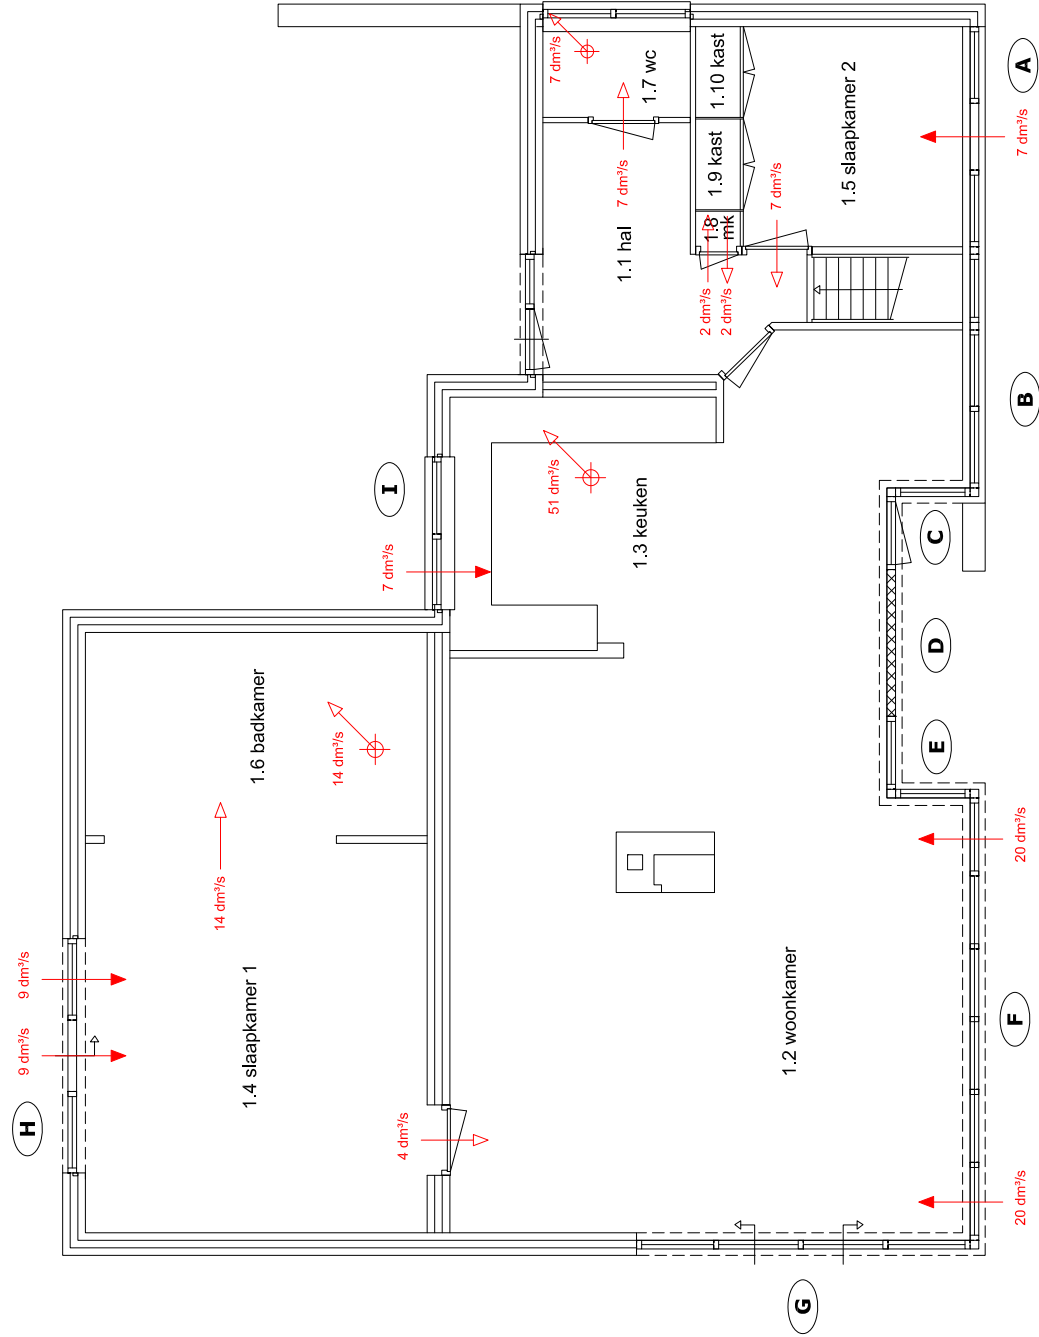 H
9 dm³/s
9 dm³/s
14 dm³/s
1.4 slaapkamer 1
1.6 badkamer
14 dm³/s
7 dm³/s
I
4 dm³/s
51 dm³/s
7 dm³/s
1.3 keuken
1.1 hal
7 dm³/s
1.7 wc
2 dm³/s
2 dm³/s
1.8
mk
1.9 kast
1.10 kast
7 dm³/s
1.2 woonkamer
G
1.5 slaapkamer 2
E
D
C
20 dm³/s
F
20 dm³/s
B
7 dm³/s
A